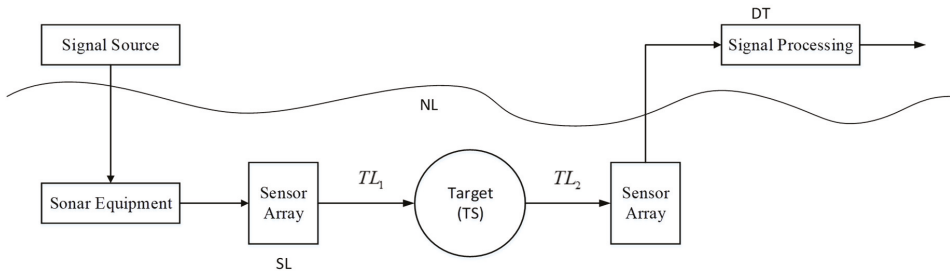 DT
Signal Source
Signal Processing
NL
Sonar Equipment
Sensor
Array
SL
TL₁
Target
(TS)
TL₂
Sensor
Array